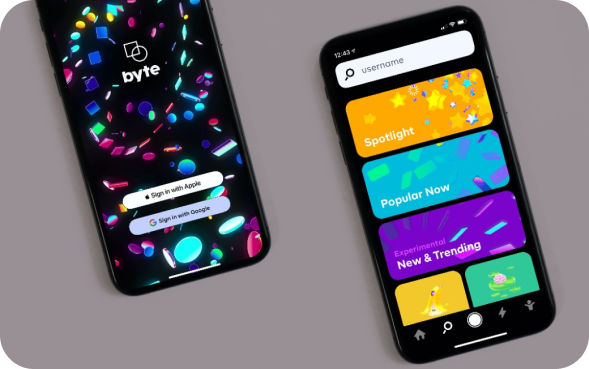 byte
Sign in with Apple
Sign in with Google
12:43
username
Spotlight
Popular Now
Experimental
New & Trending